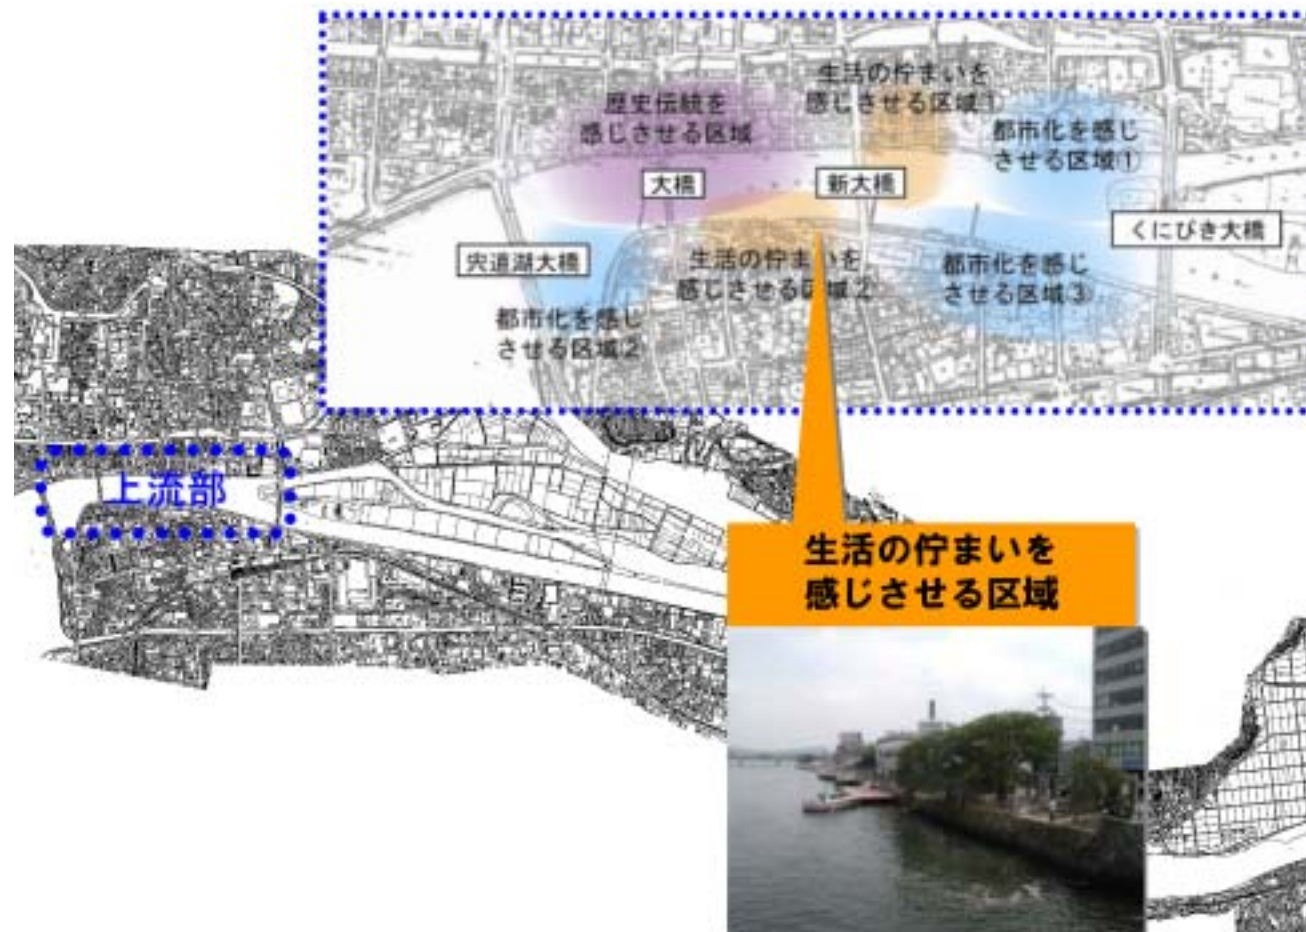 生活の佇まいを
感じさせる区域①
歴史伝統を
感じさせる区域
都市化を感じ
させる区域①
大橋
新大橋
くにびき大橋
宍道湖大橋
生活の佇まいを
感じさせる区域2
都市化を感じ
させる区域③
都市化を感じ
させる区域2
上流部
生活の佇まいを
感じさせる区域